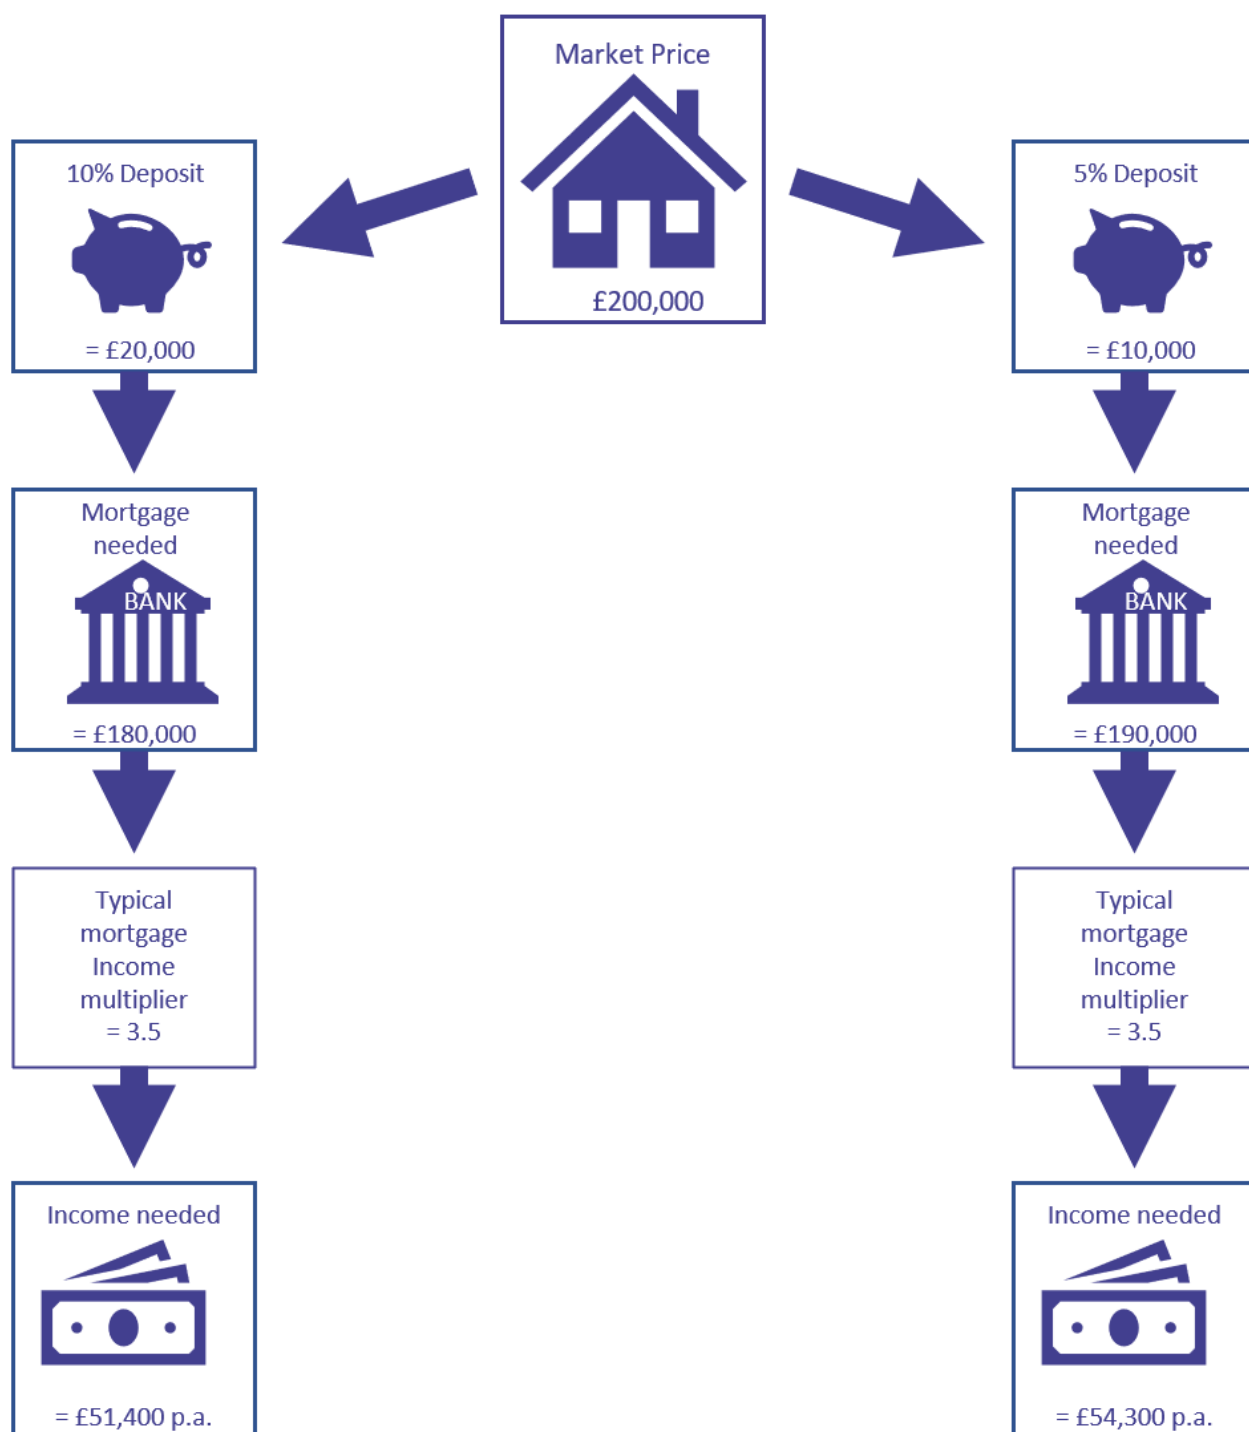 Market Price
£200,000
10% Deposit
= £20,000
Mortgage
needed
BANK
= £180,000
Typical
mortgage
Income
multiplier
= 3.5
Income needed
= £51,400 p.a.
5% Deposit
= £10,000
Mortgage
needed
BANK
= £190,000
Typical
mortgage
Income
multiplier
= 3.5
Income needed
= £54,300 p.a.